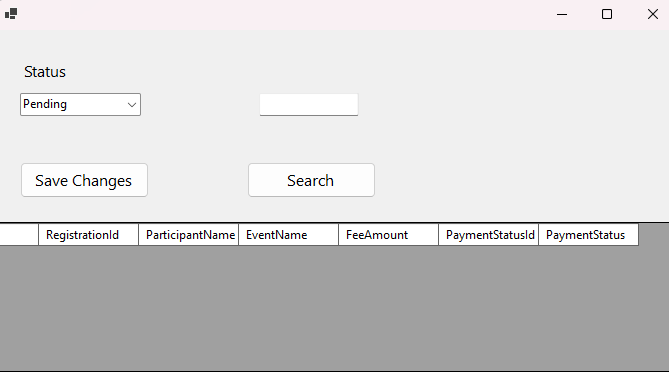 Status
Pending
Save Changes Search
RegistrationId ParticipantName EventName FeeAmount PaymentStatusId PaymentStatus